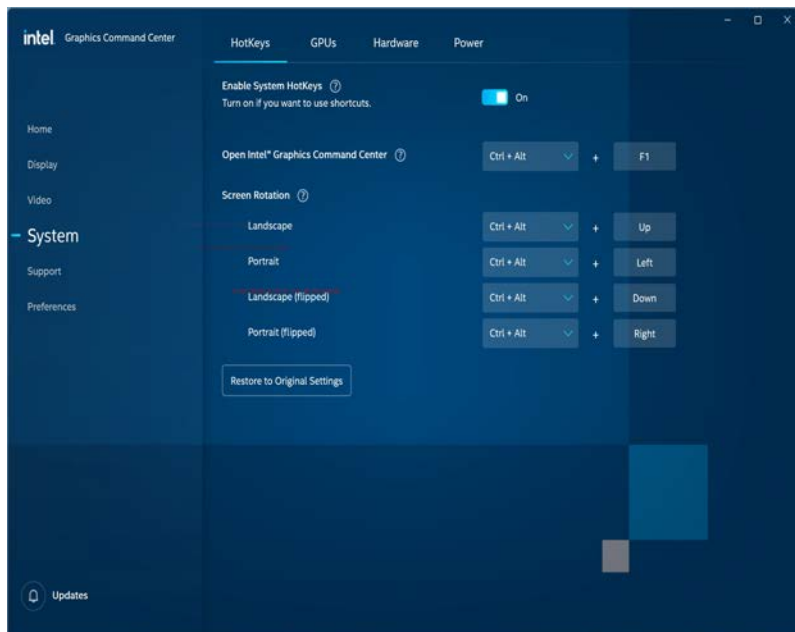 intel. Graphics Command Center
HotKeys GPUs Hardware Power
Enable System HotKeys ?
Turn on if you want to use shortcuts.
On
Home
Display
Video
System
Support
Preferences
Open Intel® Graphics Command Center ?
Ctrl + Alt + F1
Screen Rotation ?
Landscape Ctrl + Alt + Up
Portrait Ctrl + Alt + Left
Landscape (flipped) Ctrl + Alt + Down
Portrait (flipped) Ctrl + Alt + Right
Restore to Original Settings
Updates